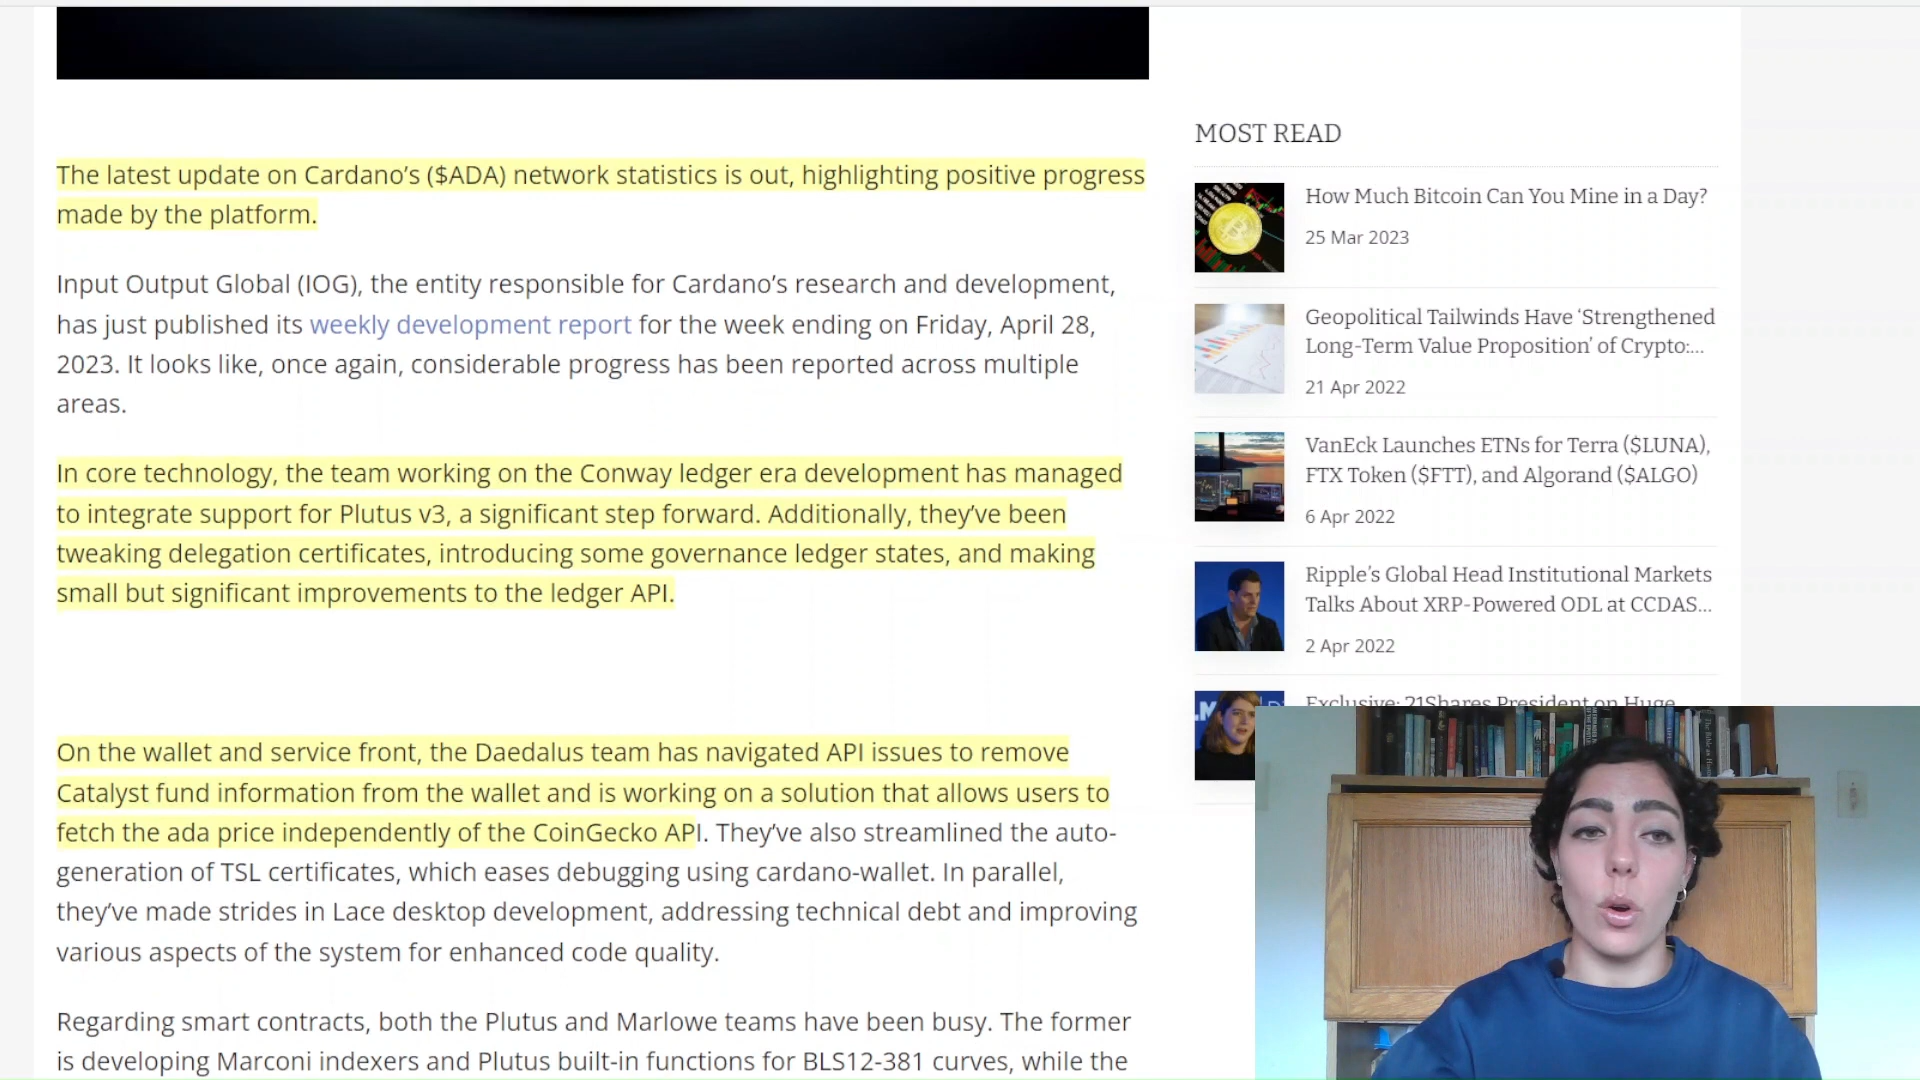 The latest update on Cardano’s ($ADA) network statistics is out, highlighting positive progress
made by the platform.
Input Output Global (IOG), the entity responsible for Cardano’s research and development,
has just published its weekly development report for the week ending on Friday, April 28,
2023. It looks like, once again, considerable progress has been reported across multiple
areas.
In core technology, the team working on the Conway ledger era development has managed
to integrate support for Plutus v3, a significant step forward. Additionally, they’ve been
tweaking delegation certificates, introducing some governance ledger states, and making
small but significant improvements to the ledger API.
On the wallet and service front, the Daedalus team has navigated API issues to remove
Catalyst fund information from the wallet and is working on a solution that allows users to
fetch the ada price independently of the CoinGecko API. They’ve also streamlined the auto-
generation of TSL certificates, which eases debugging using cardano-wallet. In parallel,
they’ve made strides in Lace desktop development, addressing technical debt and improving
various aspects of the system for enhanced code quality.
Regarding smart contracts, both the Plutus and Marlowe teams have been busy. The former
is developing Marconi indexers and Plutus built-in functions for BLS12-381 curves, while the
MOST READ
How Much Bitcoin Can You Mine in a Day?
25 Mar 2023
Geopolitical Tailwinds Have ‘Strengthened
Long-Term Value Proposition’ of Crypto:...
21 Apr 2022
VanEck Launches ETNs for Terra ($LUNA),
FTX Token ($FTT), and Algorand ($ALGO)
6 Apr 2022
Ripple’s Global Head Institutional Markets
Talks About XRP-Powered ODL at CCDAS...
2 Apr 2022
Exclusive: 21Shares President on Huge